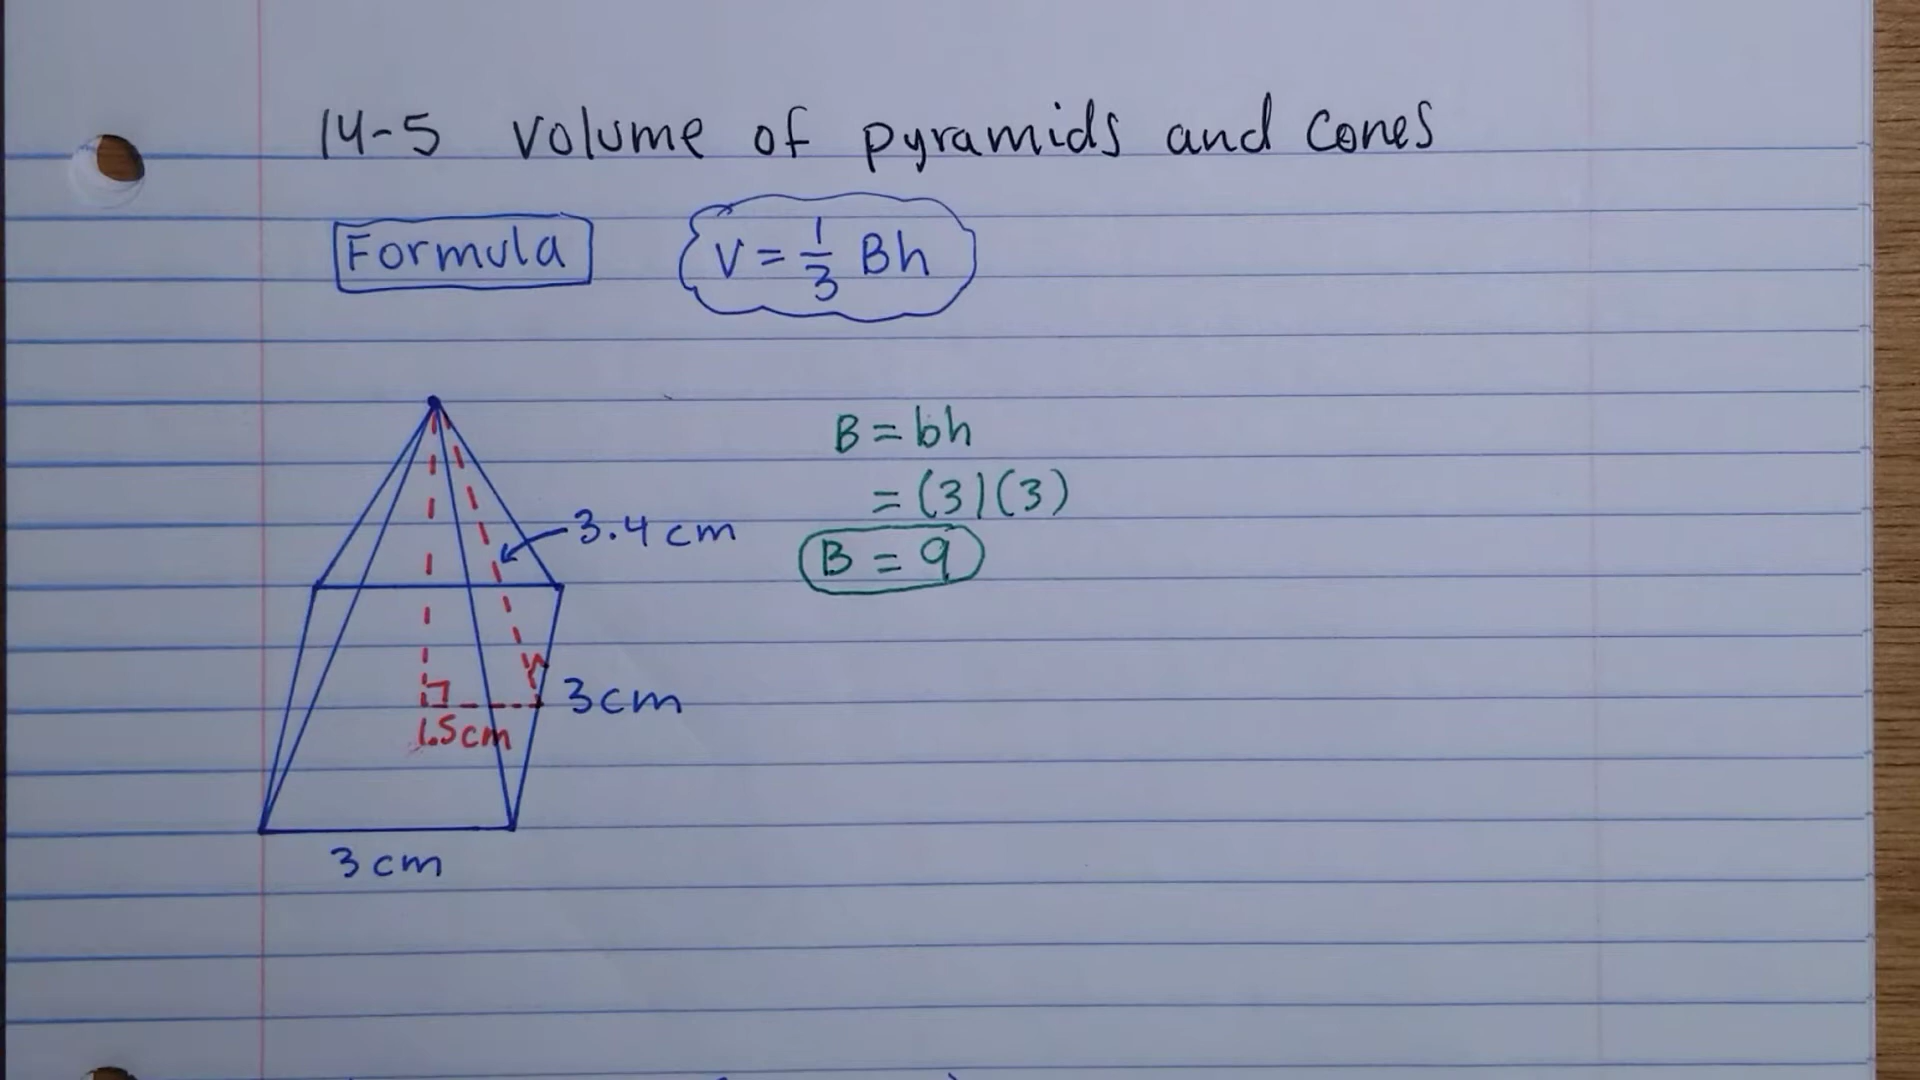 14-5 volume of pyramids and cones
Formula V = 1/3 Bh
B = bh
= (3)(3)
3.4 cm
B = 9
3cm
1.5cm
3 cm